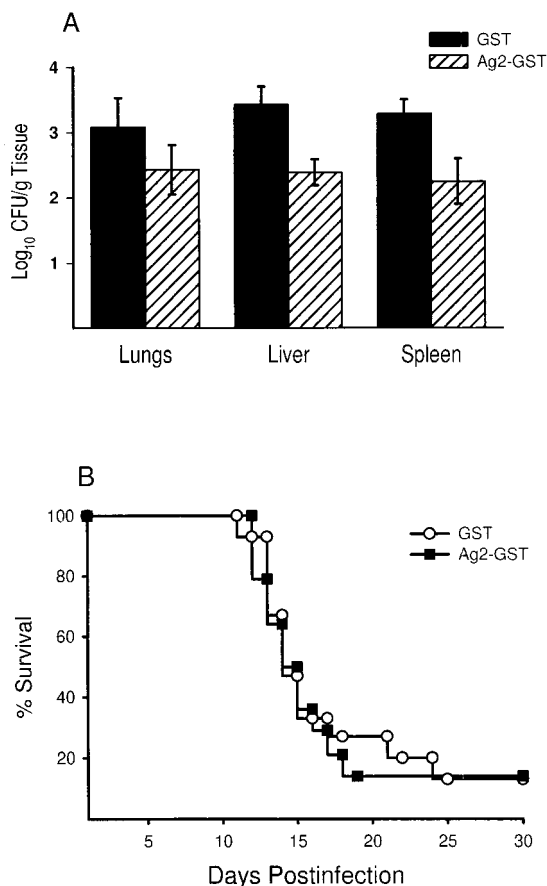 A
GST
Ag2-GST
4
3
2
1
Log10 CFU/g Tissue
Lungs
Liver
Spleen
B
100
80
60
40
20
% Survival
GST
Ag2-GST
5
10
15
20
25
30
Days Postinfection